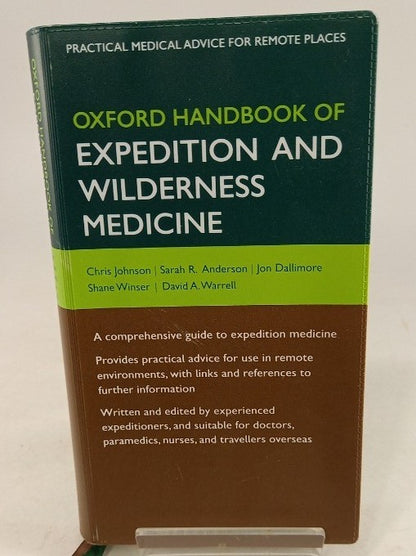 PRACTICAL MEDICAL ADVICE FOR REMOTE PLACES
OXFORD HANDBOOK OF
EXPEDITION AND
WILDERNESS
MEDICINE
Chris Johnson | Sarah R. Anderson | Jon Dallimore
Shane Winser | David A. Warrell
A comprehensive guide to expedition medicine
Provides practical advice for use in remote
environments, with links and references to
further information
Written and edited by experienced
expeditioners, and suitable for doctors,
paramedics, nurses, and travellers overseas